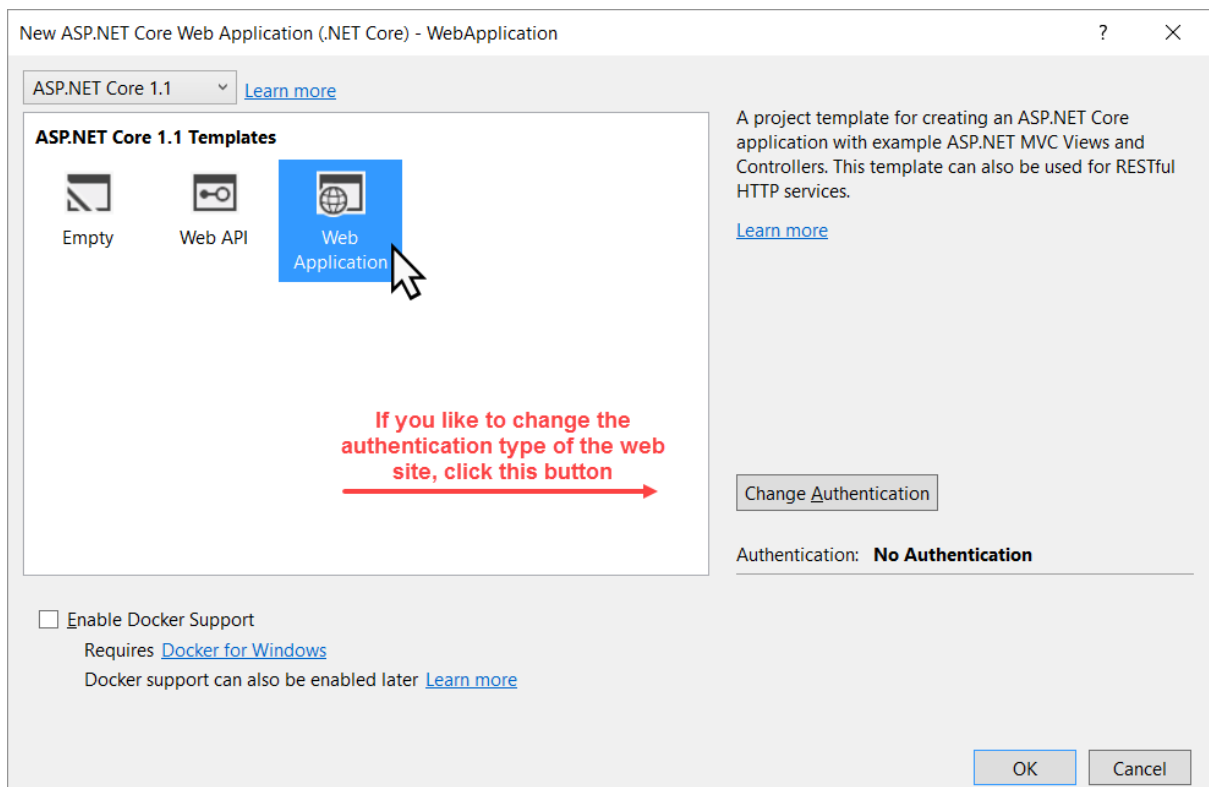 New ASP.NET Core Web Application (.NET Core) - WebApplication
?
ASP.NET Core 1.1
Learn more
ASP.NET Core 1.1 Templates
Empty
Web API
Web
Application
A project template for creating an ASP.NET Core
application with example ASP.NET MVC Views and
Controllers. This template can also be used for RESTful
HTTP services.
Learn more
If you like to change the
authentication type of the web
site, click this button
Change Authentication
Authentication: No Authentication
Enable Docker Support
Requires Docker for Windows
Docker support can also be enabled later Learn more
OK
Cancel